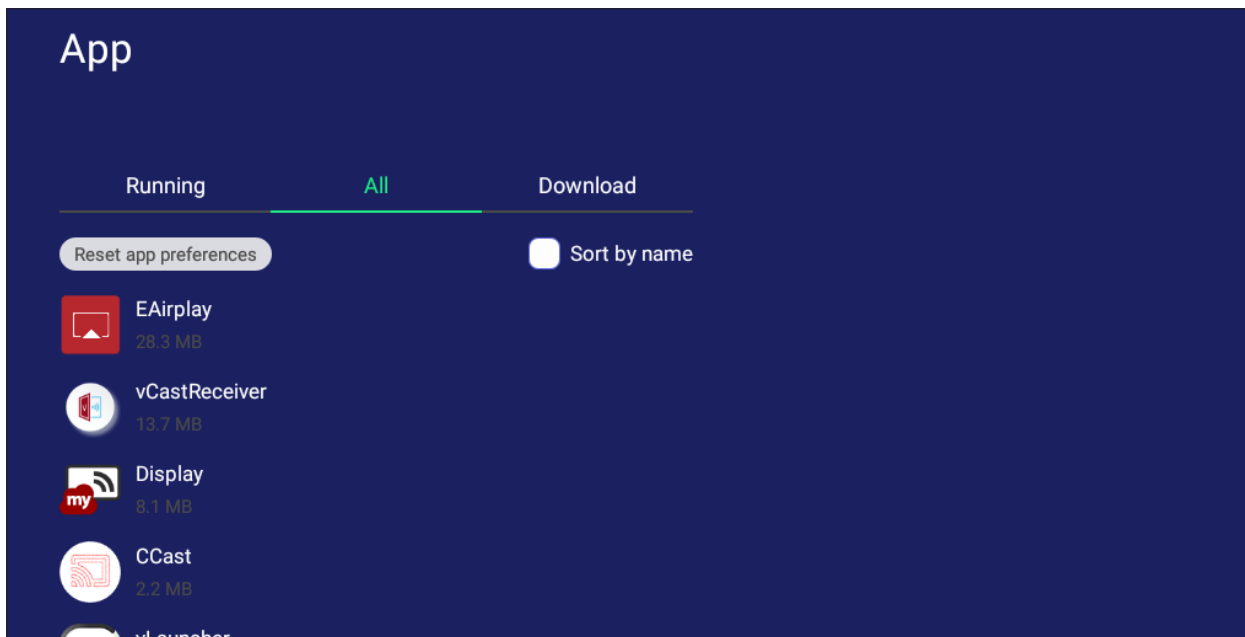 App
Running All Download
Reset app preferences Sort by name
EAirplay
28.3 MB
vCastReceiver
13.7 MB
my
Display
8.1 MB
CCast
2.2 MB
vLauncher